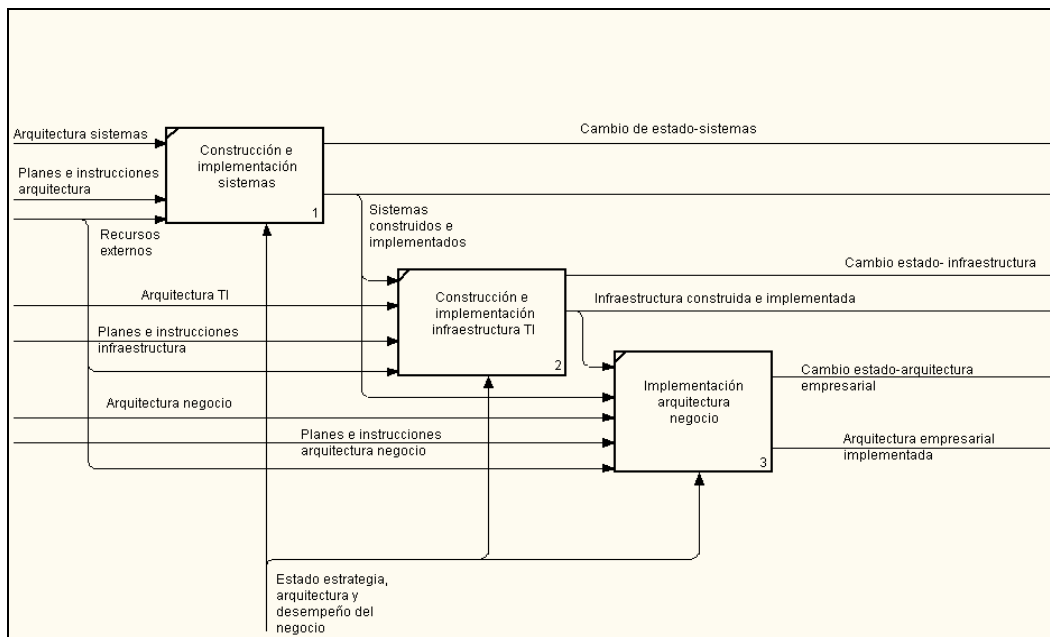 Arquitectura sistemas
Planes e instrucciones
arquitectura
Recursos
externos
Construcción e
implementación
sistemas
1
Cambio de estado-sistemas
Sistemas
construidos e
implementados
Arquitectura TI
Planes e instrucciones
infraestructura
Construcción e
implementación
infraestructura TI
2
Cambio estado- infraestructura
Infraestructura construida e implementada
Arquitectura negocio
Planes e instrucciones
arquitectura negocio
Implementación
arquitectura
negocio
3
Cambio estado-arquitectura
empresarial
Arquitectura empresarial
implementada
Estado estrategia,
arquitectura y
desempeño del
negocio